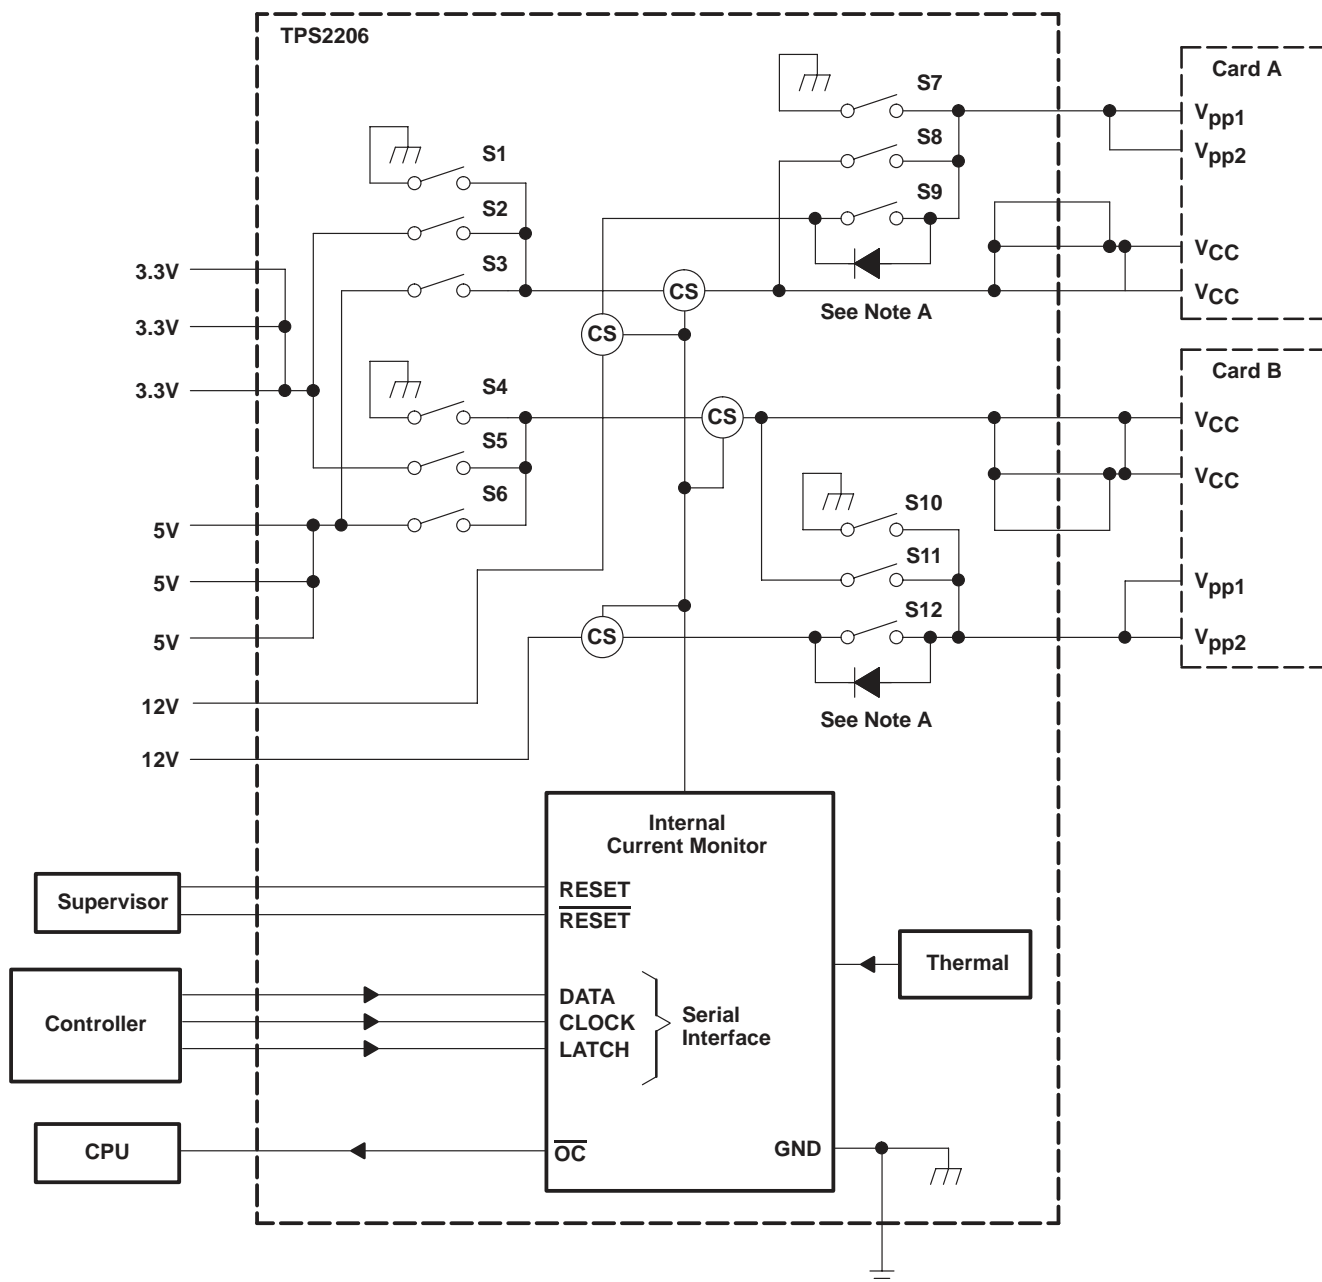 TPS2206
Card A
S7
Vpp1
S8
Vpp2
S1
S9
S2
VCC
3.3V
S3
CS
VCC
See Note A
3.3V
CS
Card B
3.3V
S4
CS
VCC
S5
VCC
S6
S10
5V
S11
5V
Vpp1
S12
5V
CS
Vpp2
12V
See Note A
12V
Internal
Current Monitor
Supervisor
RESET
RESET
Thermal
Controller
DATA
CLOCK
LATCH
Serial
Interface
CPU
OC
GND